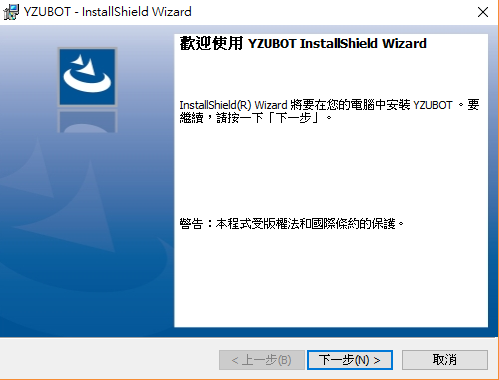 YZUBOT - InstallShield Wizard
歡迎使用 YZUBOT InstallShield Wizard
InstallShield(R) Wizard 將要在您的電腦中安裝 YZUBOT 。要
繼續，請按一下「下一步」。
警告：本程式受版權法和國際條約的保護。
< 上一步(B)
下一步(N) >
取消